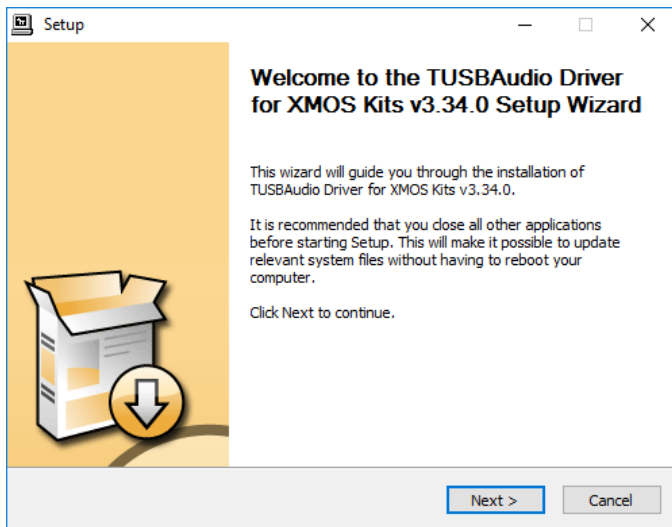 Setup
Welcome to the TUSBAudio Driver
for XMOS Kits v3.34.0 Setup Wizard
This wizard will guide you through the installation of
TUSBAudio Driver for XMOS Kits v3.34.0.
It is recommended that you close all other applications
before starting Setup. This will make it possible to update
relevant system files without having to reboot your
computer.
Click Next to continue.
Next >
Cancel